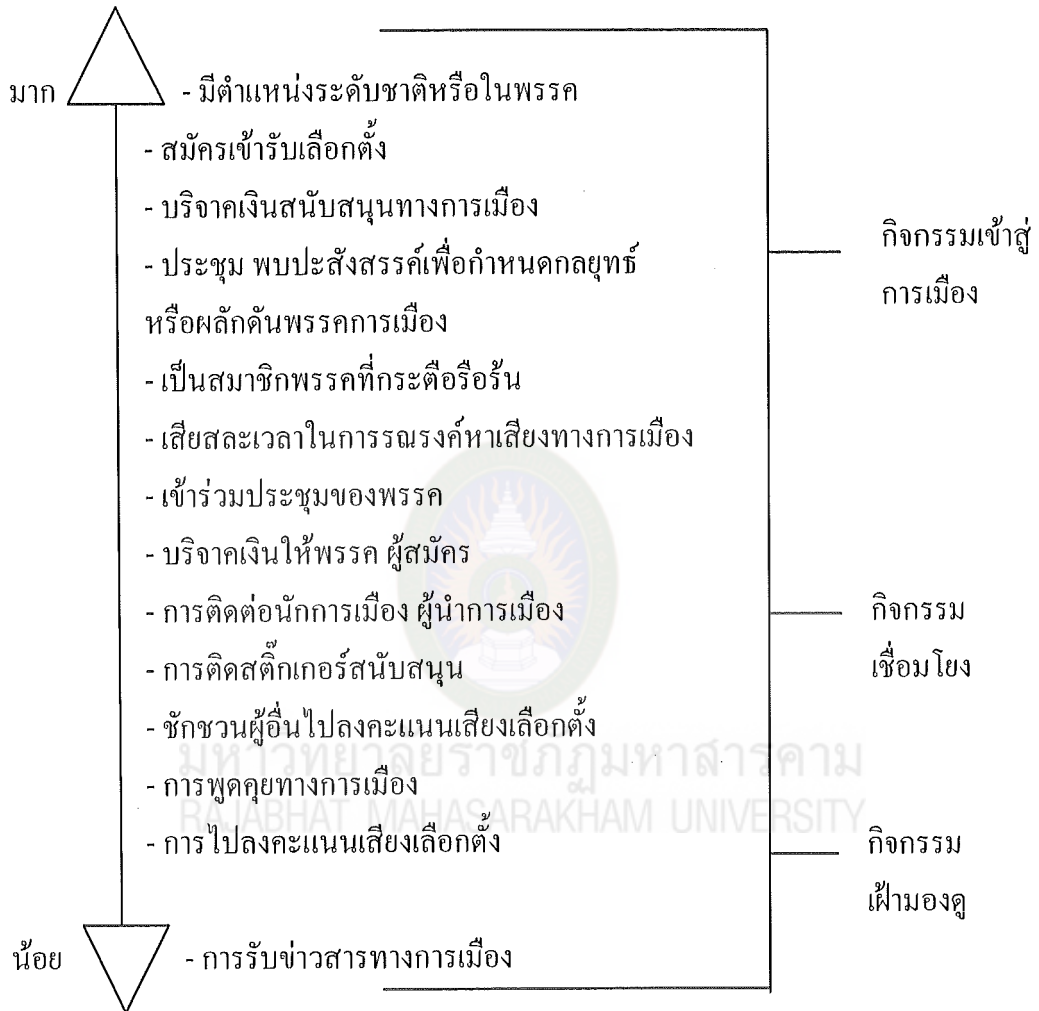 มาก
- มีตำแหน่งระดับชาติหรือในพรรค
- สมัครเข้ารับเลือกตั้ง
- บริจาคเงินสนับสนุนทางการเมือง
- ประชุม พบปะสังสรรค์เพื่อกำหนดกลยุทธ์
หรือผลักดันพรรคการเมือง
กิจกรรมเข้าสู่
การเมือง
- เป็นสมาชิกพรรคที่กระตือรือร้น
- เสียสละเวลาในการรณรงค์หาเสียงทางการเมือง
- เข้าร่วมประชุมของพรรค
- บริจาคเงินให้พรรค ผู้สมัคร
- การติดต่อนักการเมือง ผู้นำการเมือง
- การติดสติ๊กเกอร์สนับสนุน
กิจกรรม
เชื่อมโยง
- ชักชวนผู้อื่นไปลงคะแนนเสียงเลือกตั้ง
มหาวิทยาลัยราชภัฏมหาสารคาม
- การพูดคุยทางการเมือง
RAJABHAT MAHASARAKHAM UNIVERSITY
- การไปลงคะแนนเสียงเลือกตั้ง
กิจกรรม
เฝ้ามองดู
น้อย
- การรับข่าวสารทางการเมือง